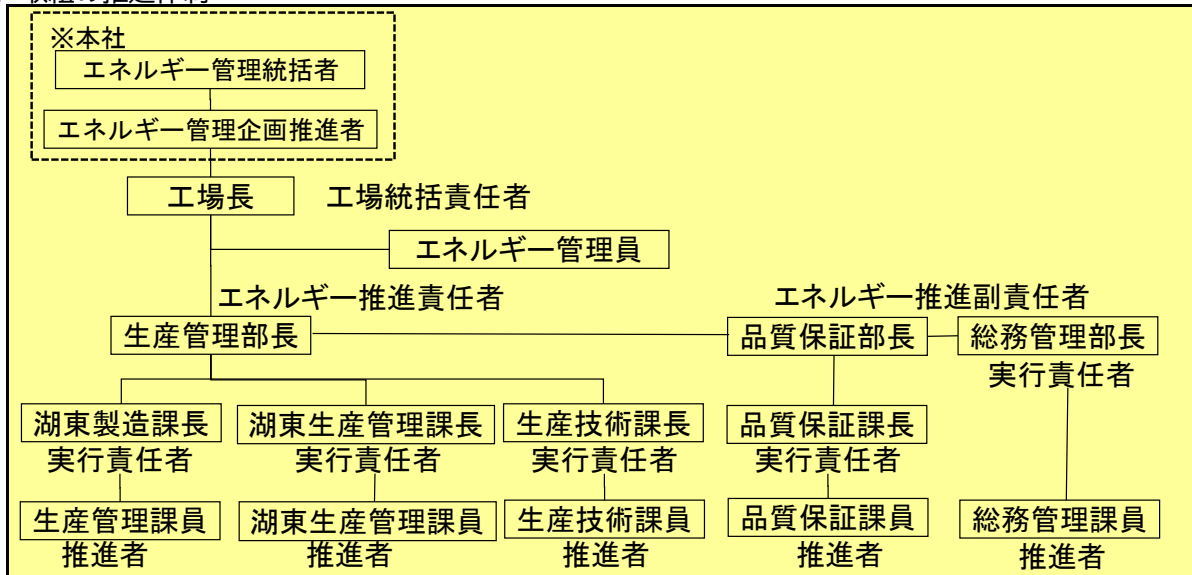 ※本社
エネルギー管理統括者
エネルギー管理企画推進者
工場長 工場統括責任者
エネルギー管理員
エネルギー推進責任者 エネルギー推進副責任者
生産管理部長 品質保証部長 総務管理部長
実行責任者
湖東製造課長 湖東生産管理課長 生産技術課長 品質保証課長
実行責任者 実行責任者 実行責任者 実行責任者
生産管理課員 湖東生産管理課員 生産技術課員 品質保証課員 総務管理課員
推進者 推進者 推進者 推進者 推進者